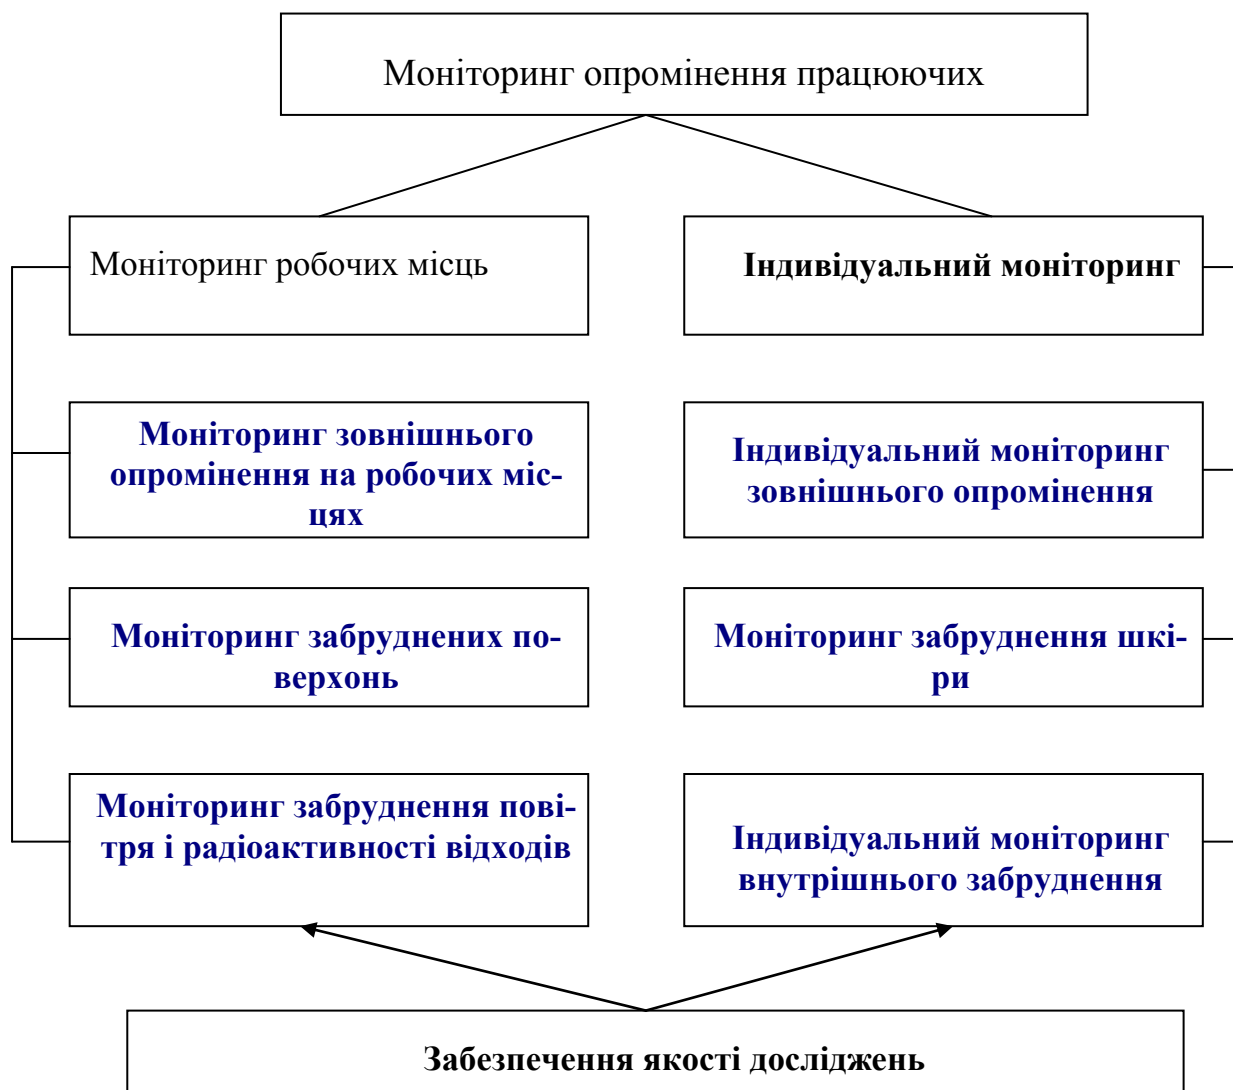 Моніторинг опромінення працюючих
Моніторинг робочих місць
Індивідуальний моніторинг
Моніторинг зовнішнього
опромінення на робочих міс-
цях
Індивідуальний моніторинг
зовнішнього опромінення
Моніторинг забруднених по-
верхонь
Моніторинг забруднення шкі-
ри
Моніторинг забруднення повітря-
тря і радіоактивності відходів
Індивідуальний моніторинг
внутрішнього забруднення
Забезпечення якості досліджень